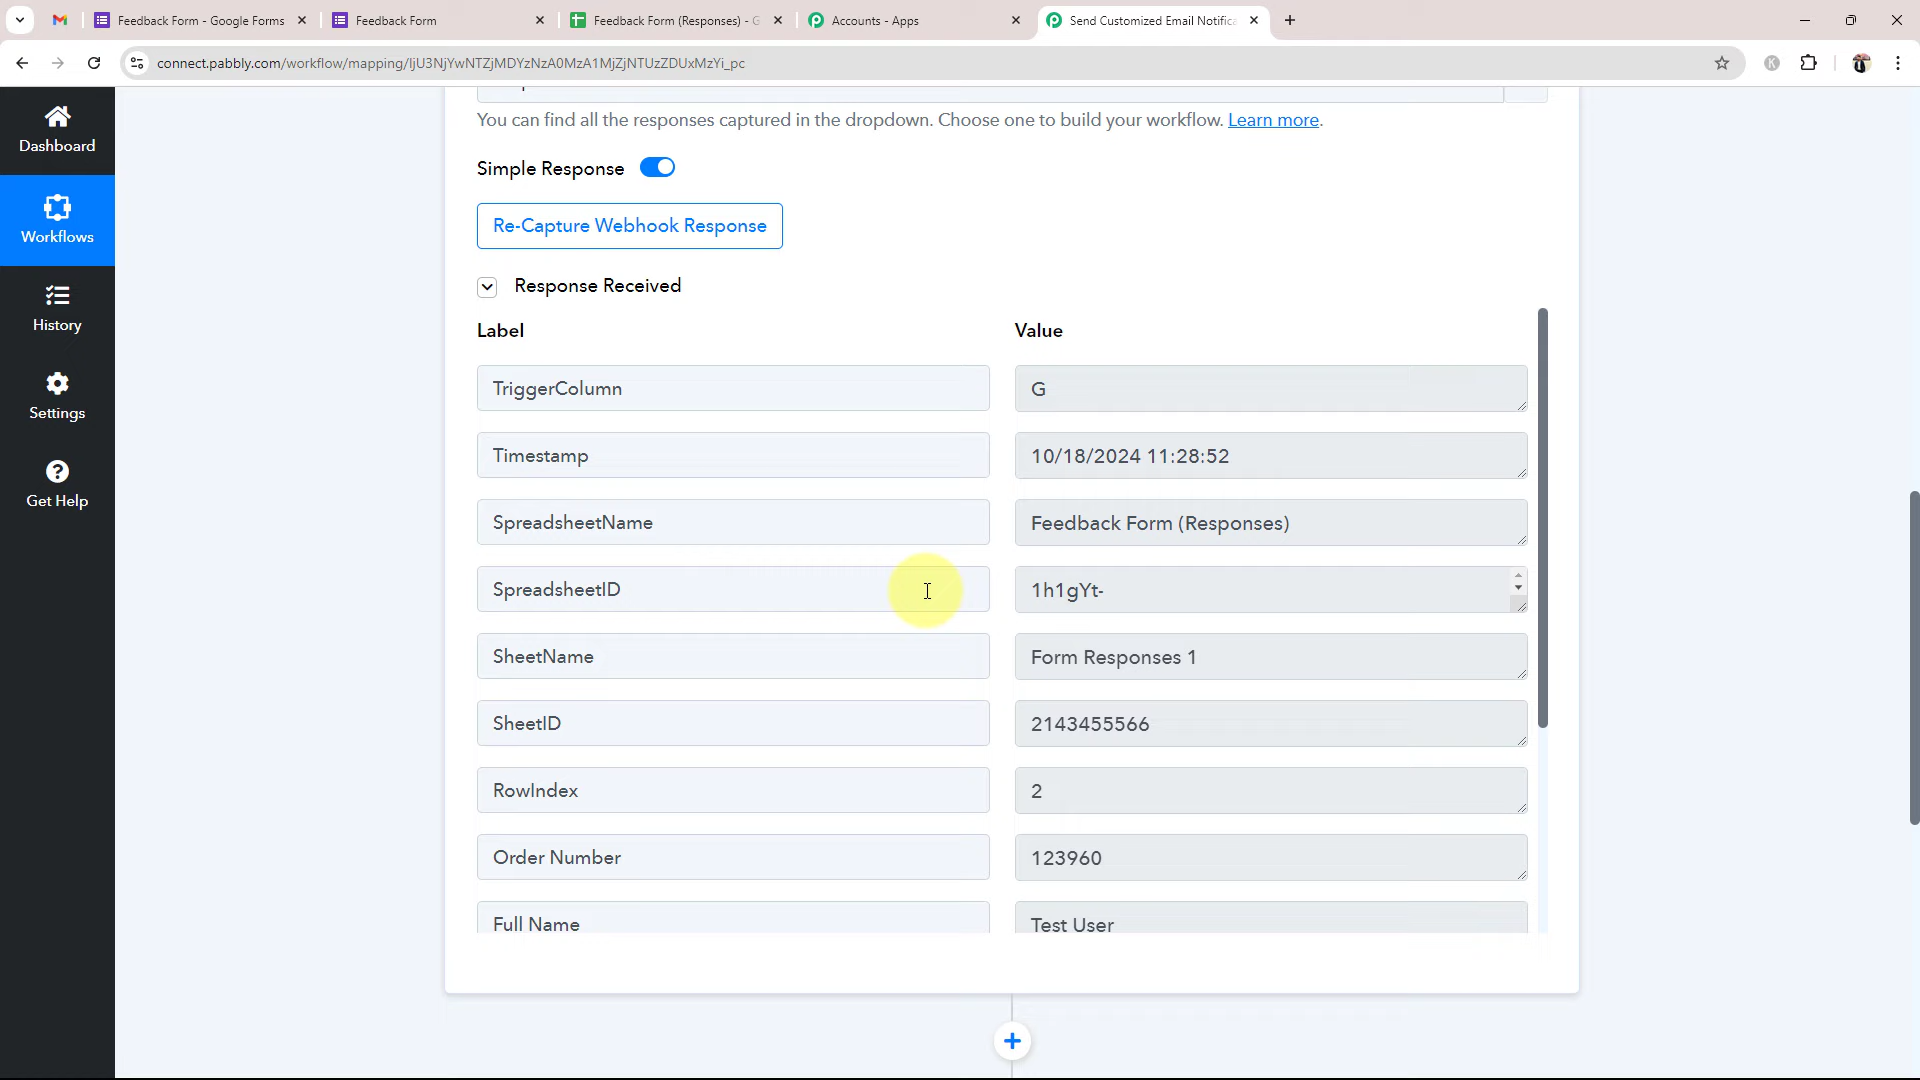 Feedback Form - Google Forms
Feedback Form
Feedback Form (Responses) - G
Accounts - Apps
Send Customized Email Notifica
connect.pabbly.com/workflow/mapping/
Dashboard
Workflows
History
Settings
Get Help
You can find all the responses captured in the dropdown. Choose one to build your workflow. Learn more.
Simple Response
Re-Capture Webhook Response
Response Received
Label Value
TriggerColumn G
Timestamp 10/18/2024 11:28:52
SpreadsheetName Feedback Form (Responses)
SpreadsheetID 1h1gYt-
SheetName Form Responses 1
SheetID 2143455566
RowIndex 2
Order Number 123960
Full Name Test User